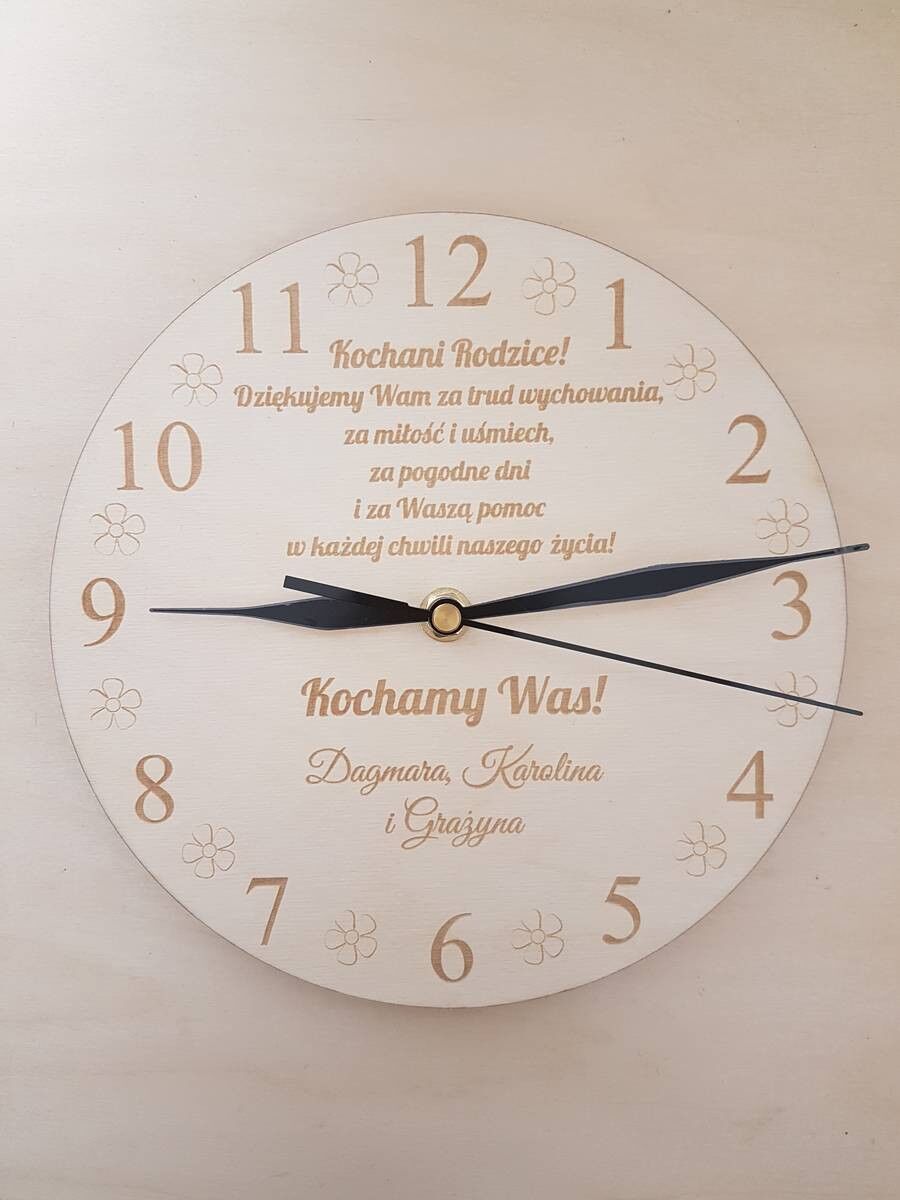 12
11
1
Kochani Rodzice!
Dziękujemy Wam za trud wychowania,
za miłość i uśmiech,
10
2
za pogodne dni
i za Waszą pomoc
w każdej chwili naszego życia!
9
3
Kochamy Was!
Dagmara, Karolina
8
4
i Grażyna
7
5
6